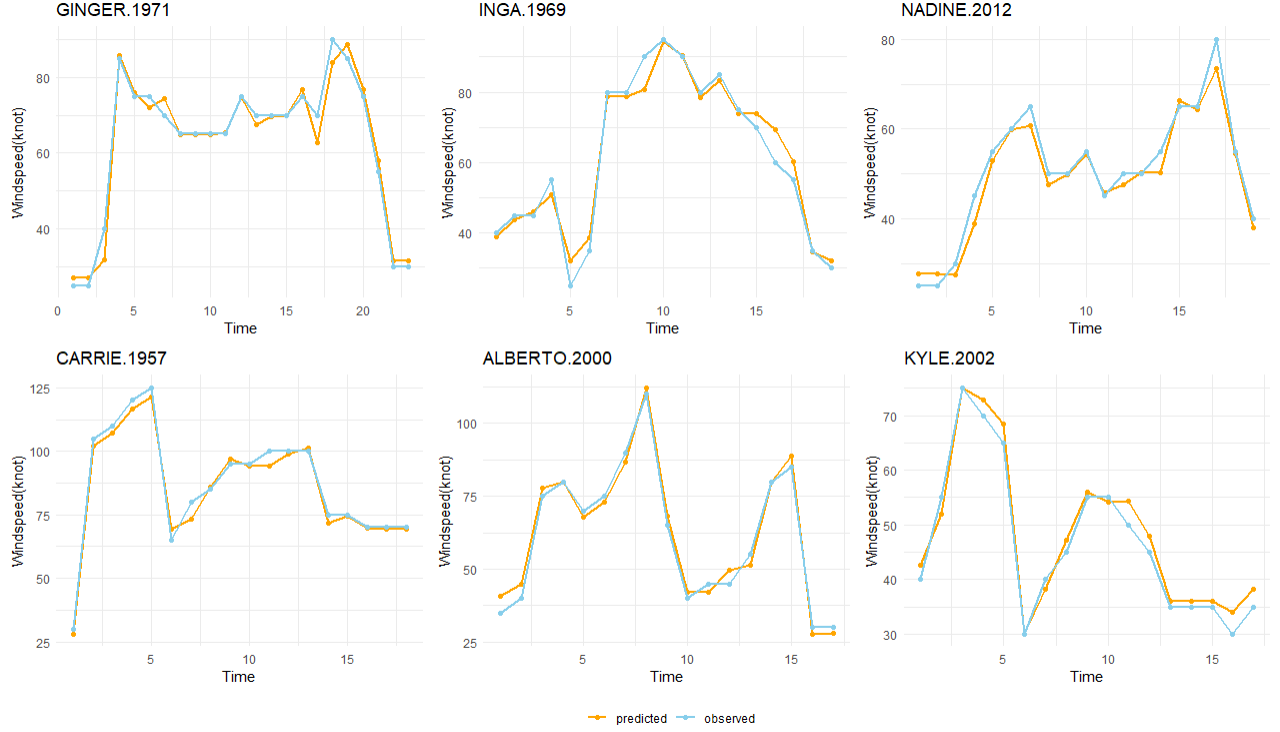 GINGER.1971
INGA.1969
NADINE.2012
Windspeed(knot)
80
60
40
0 5 10 15 20
Time
Windspeed(knot)
80
60
40
5 10 15
Time
Windspeed(knot)
80
60
40
5 10 15
Time
CARRIE.1957
ALBERTO.2000
KYLE.2002
Windspeed(knot)
125
100
75
50
25
5 10 15
Time
Windspeed(knot)
100
75
50
25
5 10 15
Time
Windspeed(knot)
70
60
50
40
30
5 10 15
Time
predicted observed